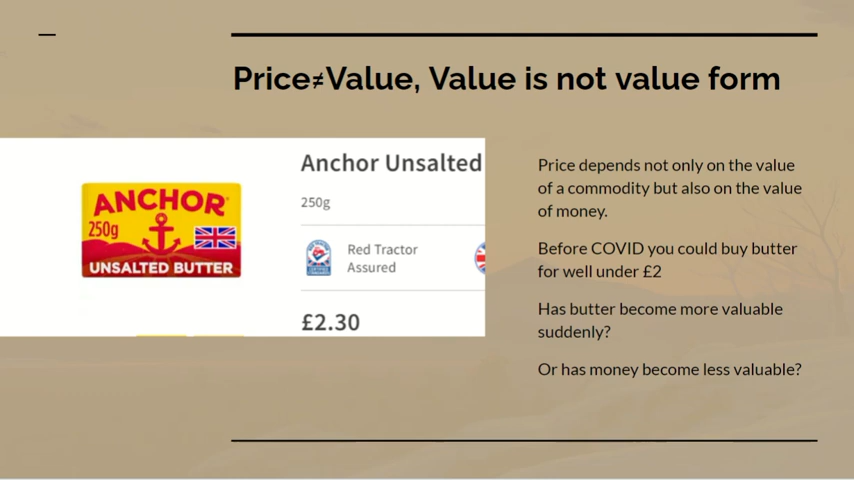 Price≠Value, Value is not value form
ANCHOR
250g
UNSALTED BUTTER
Anchor Unsalted
250g
Red Tractor
Assured
£2.30
Price depends not only on the value
of a commodity but also on the value
of money.
Before COVID you could buy butter
for well under £2
Has butter become more valuable
suddenly?
Or has money become less valuable?